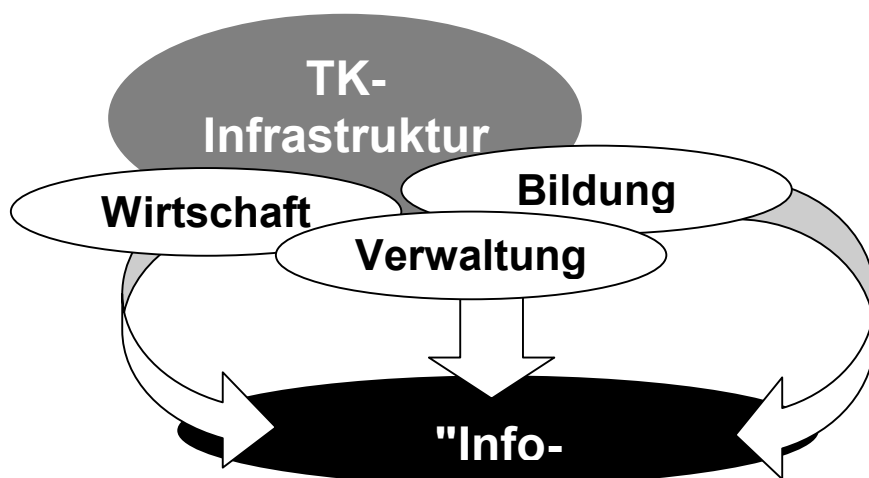 TK-
Infrastruktur
Wirtschaft
Bildung
Verwaltung
"Info-